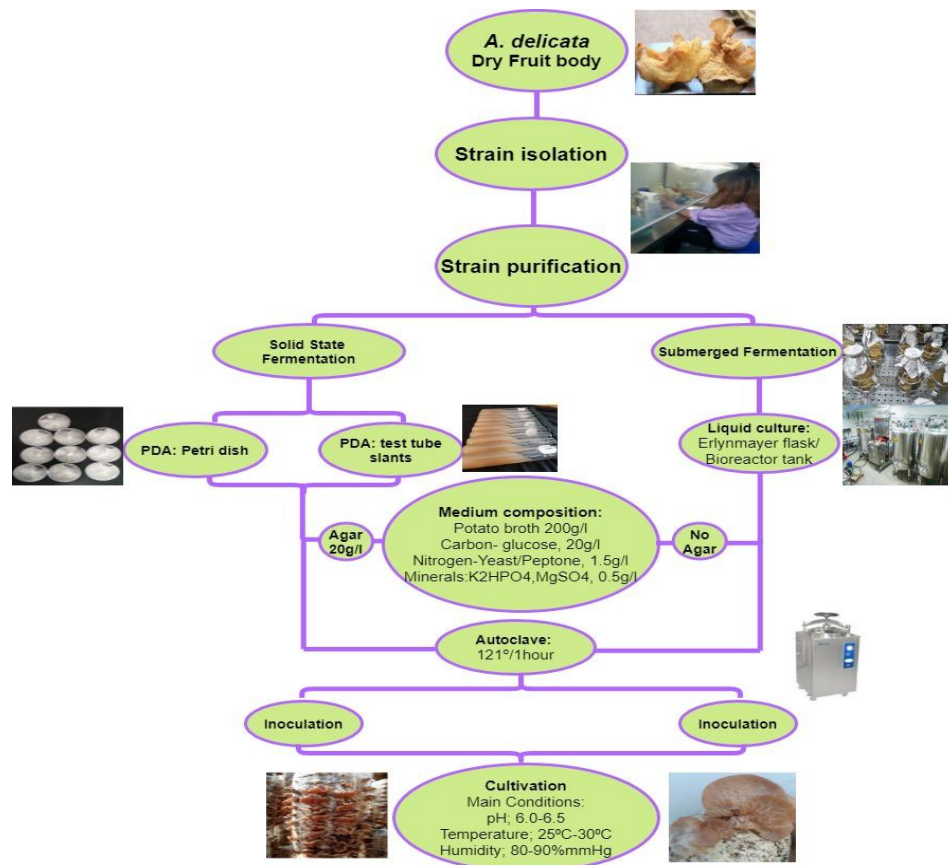 A. delicata
Dry Fruit body
Strain isolation
Strain purification
Solid State
Fermentation
Submerged Fermentation
PDA: Petri dish
PDA: test tube
slants
Liquid culture:
Erlynmayer flask/
Bioreactor tank
Agar
20g/l
Medium composition:
Potato broth 200g/l
Carbon- glucose, 20g/l
Nitrogen-Yeast/Peptone, 1.5g/l
Minerals:K2HPO4,MgSO4, 0.5g/l
No
Agar
Autoclave:
121º/1hour
Inoculation
Inoculation
Cultivation
Main Conditions:
pH; 6.0-6.5
Temperature; 25ºC-30ºC
Humidity; 80-90%mmHg